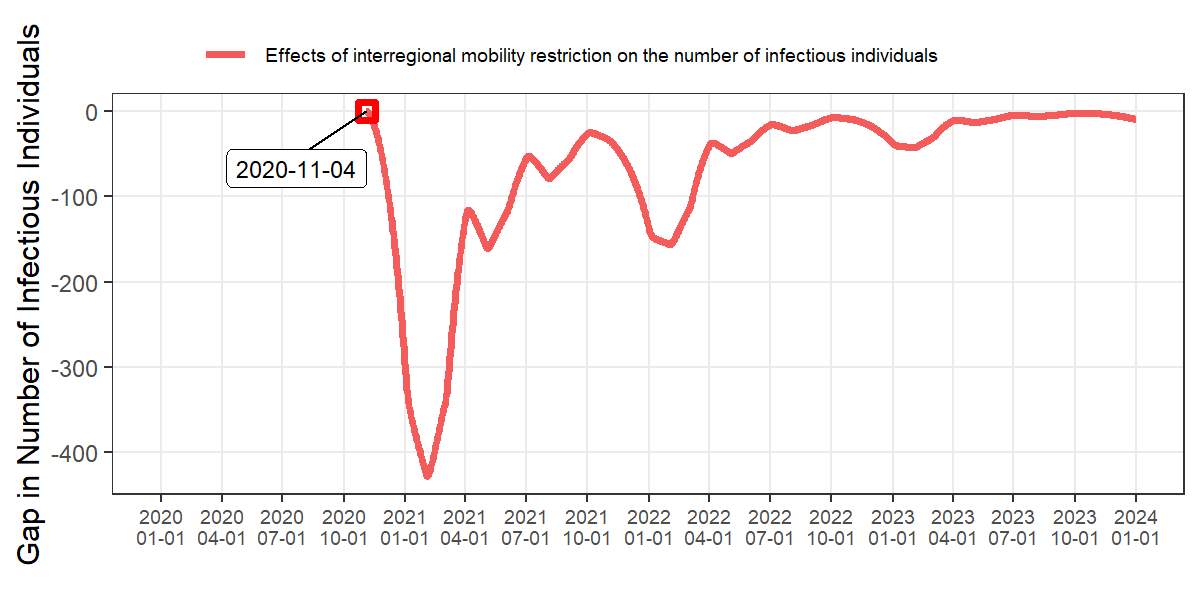 Effects of interregional mobility restriction on the number of infectious individuals
Gap in Number of Infectious Individuals
0
-100
-200
-300
-400
2020-11-04
2020 2020 2020 2020 2021 2021 2021 2021 2022 2022 2022 2022 2023 2023 2023 2023 2024
01-01 04-01 07-01 10-01 01-01 04-01 07-01 10-01 01-01 04-01 07-01 10-01 01-01 04-01 07-01 10-01 01-01